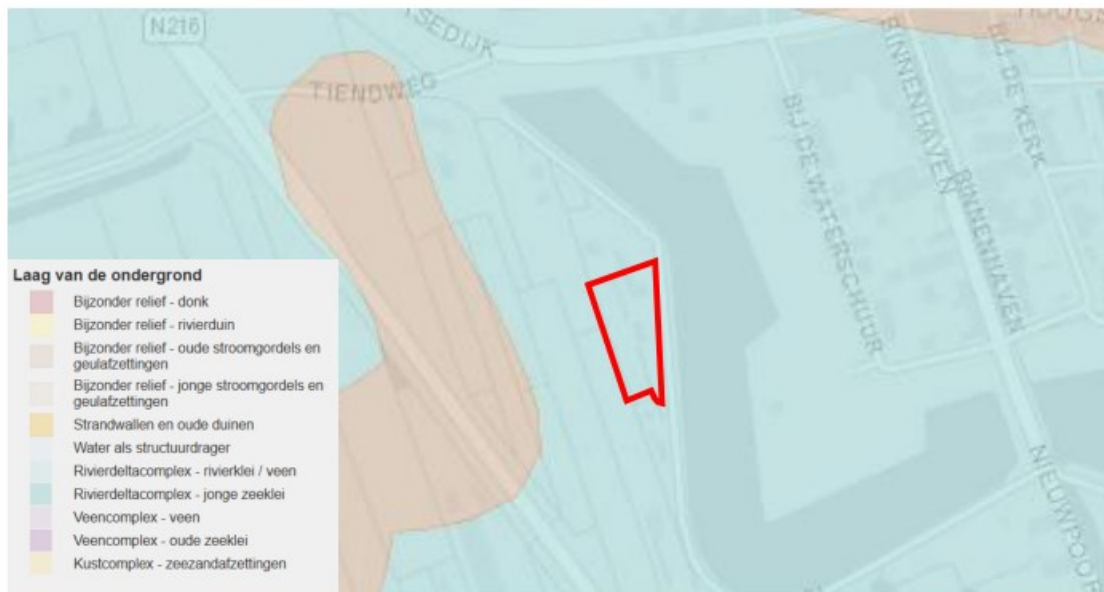 N216
TSEDIJK
TIENDWEG
BINNENHAVEN
BIJ DE KERK
HOOGS
BIJ DE WATERSCHUUR
BINNENHAVEN
NIEUWPOOR
Laag van de ondergrond
Bijzonder relief - donk
Bijzonder relief - rivierduin
Bijzonder relief - oude stroomgordels en
geulafzettingen
Bijzonder relief - jonge stroomgordels en
geulafzettingen
Strandwallen en oude duinen
Water als structuurdrager
Rivierdeltacomplex - rivierklei / veen
Rivierdeltacomplex - jonge zeeklei
Veencomplex - veen
Veencomplex - oude zeeklei
Kustcomplex - zeezandafzettingen